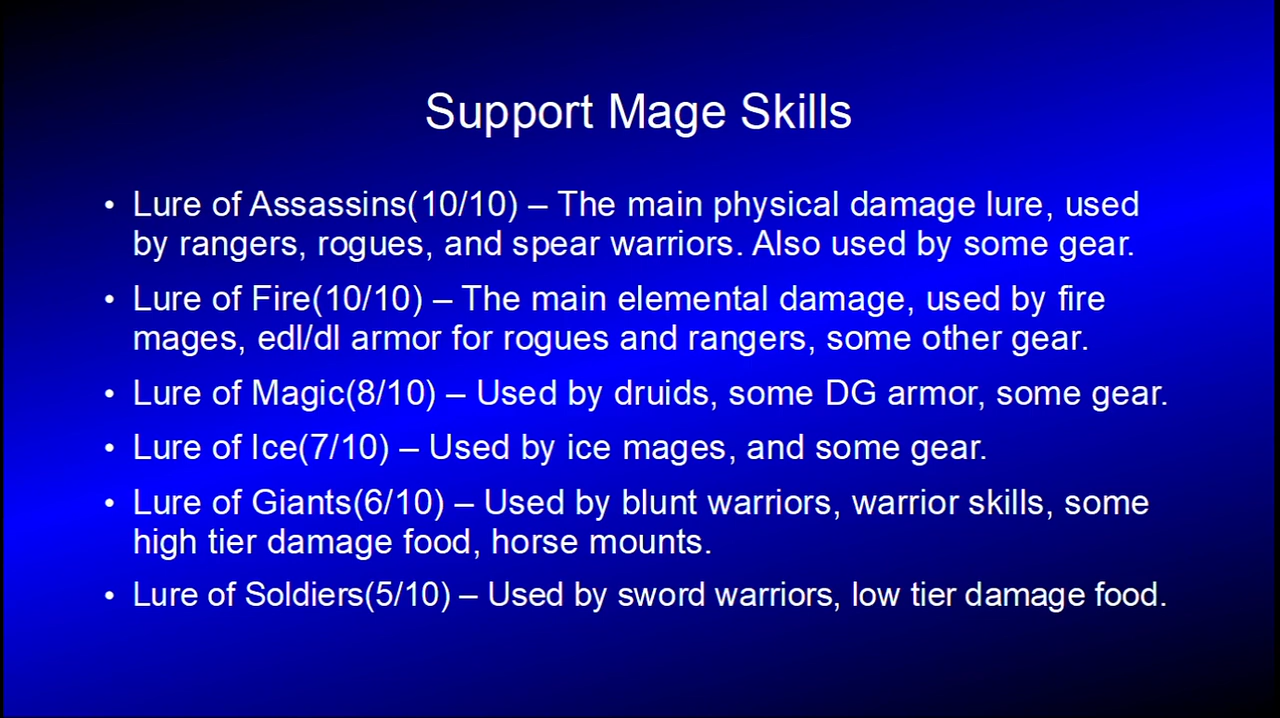 Support Mage Skills
• Lure of Assassins(10/10) – The main physical damage lure, used
by rangers, rogues, and spear warriors. Also used by some gear.
• Lure of Fire(10/10) – The main elemental damage, used by fire
mages, edl/dl armor for rogues and rangers, some other gear.
• Lure of Magic(8/10) – Used by druids, some DG armor, some gear.
• Lure of Ice(7/10) – Used by ice mages, and some gear.
• Lure of Giants(6/10) – Used by blunt warriors, warrior skills, some
high tier damage food, horse mounts.
• Lure of Soldiers(5/10) – Used by sword warriors, low tier damage food.